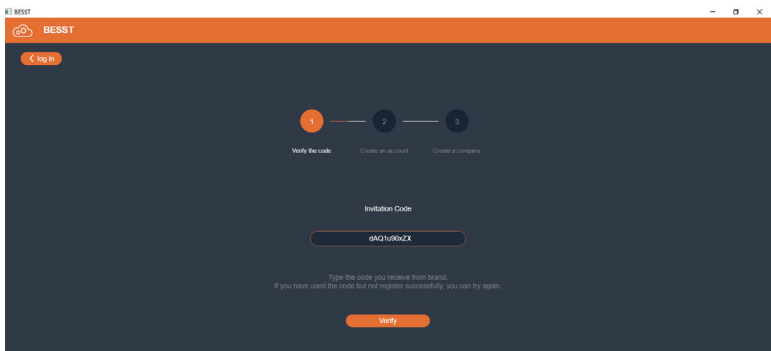 BESST
BESST
log in
1
2
3
Verify the code
Create an account
Create a company
Invitation Code
dAQ1u90xZX
Type the code you receive from brand.
If you have used the code but not register successfully, you can try again.
Verify